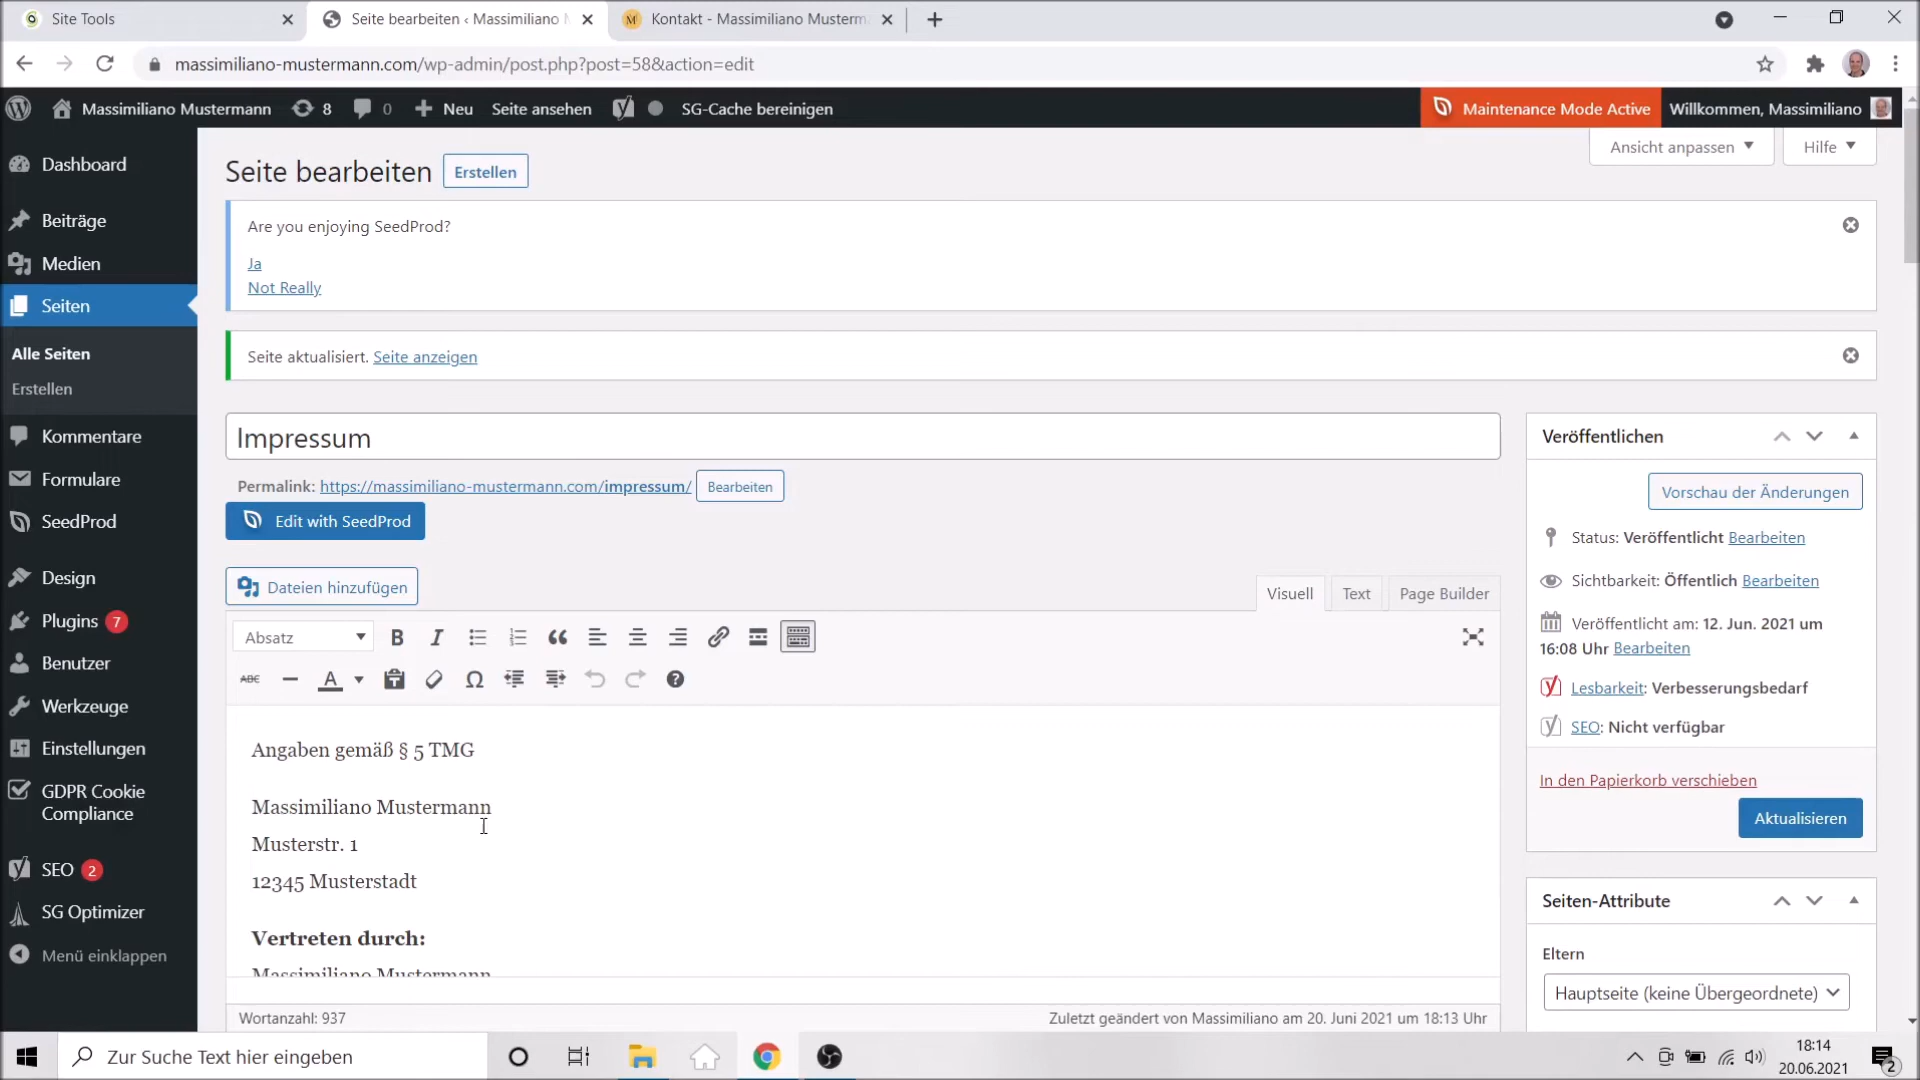 Site Tools
Seite bearbeiten ‹ Massimiliano M
Kontakt - Massimiliano Musterm
massimiliano-mustermann.com/wp-admin/post.php?post=58&action=edit
Massimiliano Mustermann
8
0
Neu
Seite ansehen
SG-Cache bereinigen
Maintenance Mode Active
Willkommen, Massimiliano
Dashboard
Beiträge
Medien
Seiten
Alle Seiten
Erstellen
Kommentare
Formulare
SeedProd
Design
Plugins 7
Benutzer
Werkzeuge
Einstellungen
GDPR Cookie
Compliance
SEO 2
SG Optimizer
Menü einklappen
Ansicht anpassen
Hilfe
Seite bearbeiten
Erstellen
Are you enjoying SeedProd?
Ja
Not Really
Seite aktualisiert. Seite anzeigen
Impressum
Permalink: https://massimiliano-mustermann.com/impressum/ Bearbeiten
Edit with SeedProd
Dateien hinzufügen
Visuell
Text
Page Builder
Absatz
B
I
ABC
A
Ω
Angaben gemäß § 5 TMG
Massimiliano Mustermann
Musterstr. 1
12345 Musterstadt
Vertreten durch:
Massimiliano Mustermann
Wortanzahl: 937
Zuletzt geändert von Massimiliano am 20. Juni 2021 um 18:13 Uhr
Veröffentlichen
Vorschau der Änderungen
Status: Veröffentlicht Bearbeiten
Sichtbarkeit: Öffentlich Bearbeiten
Veröffentlicht am: 12. Jun. 2021 um
16:08 Uhr Bearbeiten
Lesbarkeit: Verbesserungsbedarf
SEO: Nicht verfügbar
In den Papierkorb verschieben
Aktualisieren
Seiten-Attribute
Eltern
Hauptseite (keine Übergeordnete)
Zur Suche Text hier eingeben
18:14
20.06.2021
2